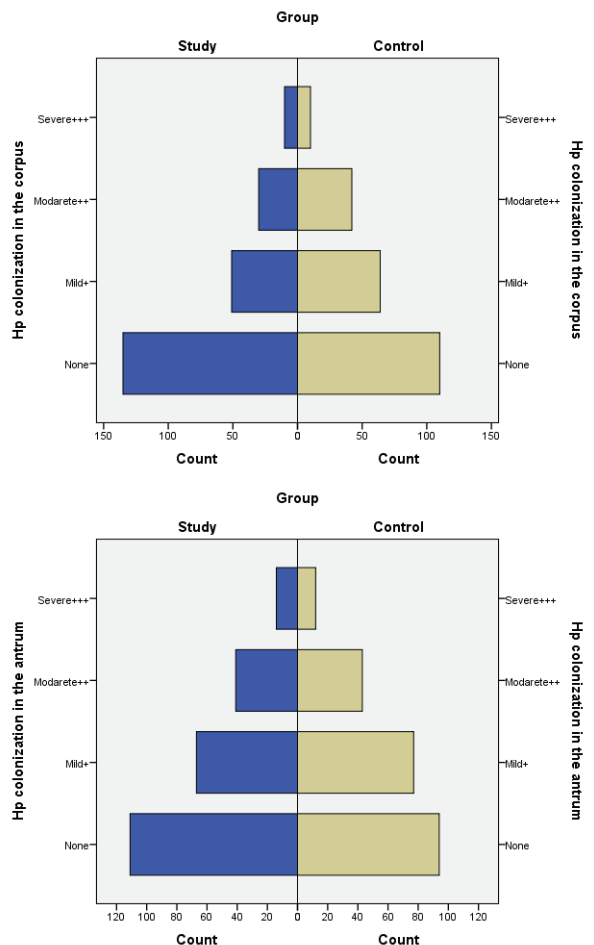 Group
Study Control
Hp colonization in the corpus
Severe+++ Severe+++
Modarete++ Modarete++
Mild+ Mild+
None None
Hp colonization in the corpus
150 100 50 0 50 100 150
Count Count
Group
Study Control
Hp colonization in the antrum
Severe+++ Severe+++
Modarete++ Modarete++
Mild+ Mild+
None None
Hp colonization in the antrum
120 100 80 60 40 20 0 20 40 60 80 100 120
Count Count